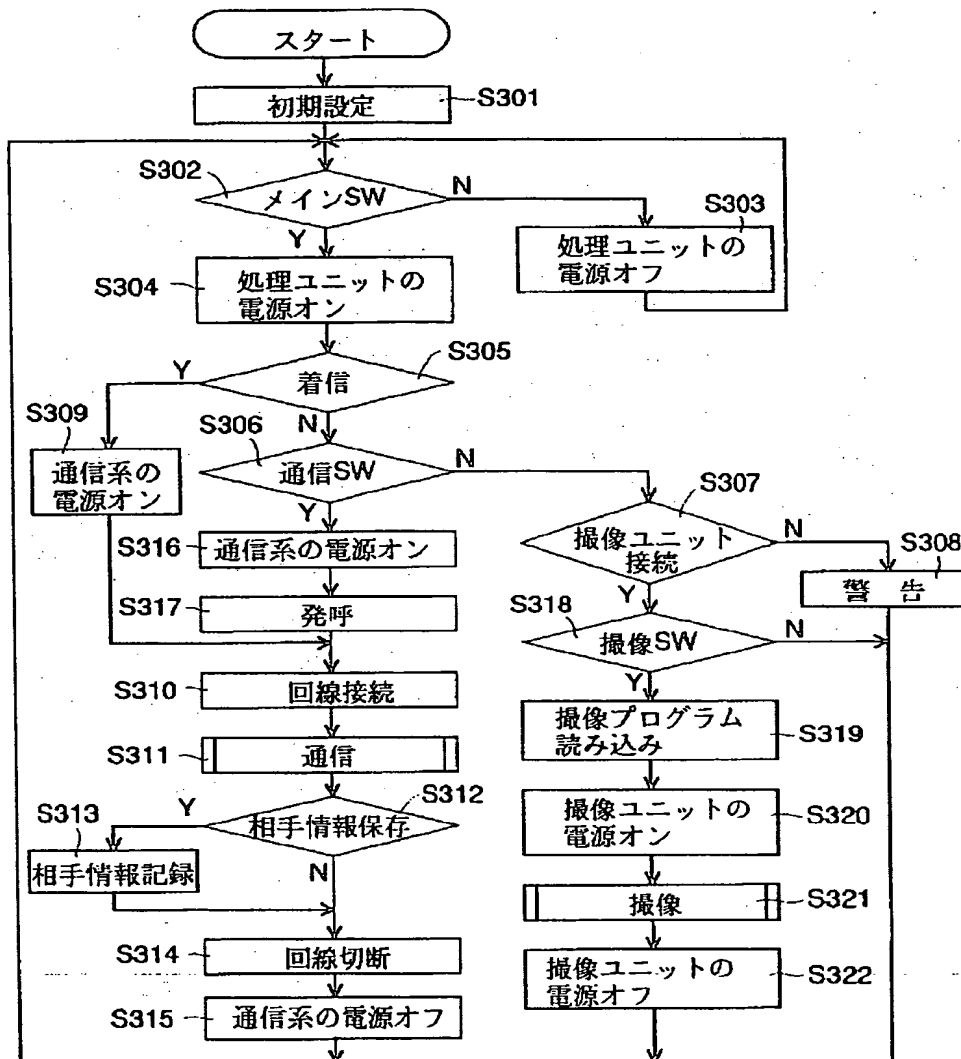 スタート
初期設定
S301
S302
メインSW
N
Y
S303
処理ユニットの
電源オフ
S304
処理ユニットの
電源オン
S305
着信
Y
N
S309
通信系の
電源オン
S306
通信SW
N
Y
S307
撮像ユニット
接続
N
Y
S308
警 告
S316
通信系の電源オン
S317
発呼
S318
撮像SW
N
Y
S310
回線接続
S319
撮像プログラム
読み込み
S311
通信
S312
相手情報保存
Y
N
S313
相手情報記録
S320
撮像ユニットの
電源オン
S321
撮像
S314
回線切断
S322
撮像ユニットの
電源オフ
S315
通信系の電源オフ